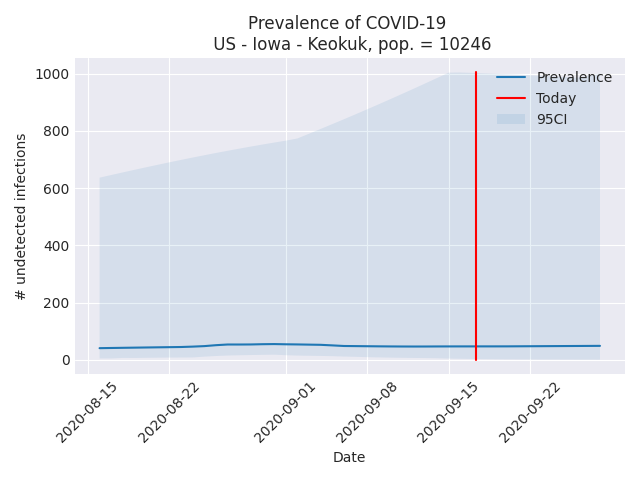 Prevalence of COVID-19
US - Iowa - Keokuk, pop. = 10246
# undetected infections
1000
800
600
400
200
0
Prevalence
Today
95CI
2020-08-15
2020-08-22
2020-09-01
2020-09-08
2020-09-15
2020-09-22
Date